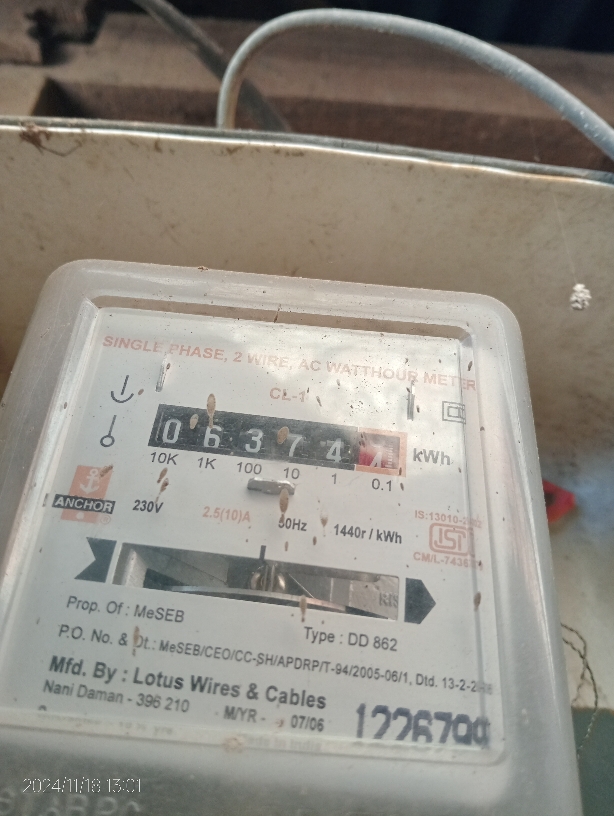 SINGLE PHASE, 2 WIRE, AC WATTHOUR METER
CL-1
0 6 3 7 4 kWh
10K 1K 100 10 1 0.1
ANCHOR 230V 2.5(10)A 50Hz 1440r / kWh
IS:13010-
ISI
CM/L-
Prop. Of : MeSEB
Type : DD 862
P.O. No. & Dt.: MeSEB/CEO/CC-SH/APDRP/T-94/2005-06/1, Dtd. 13-2-
Mfd. By : Lotus Wires & Cables
Nani Daman - 396 210 M/YR - 07/06
2024/11/18 13:01